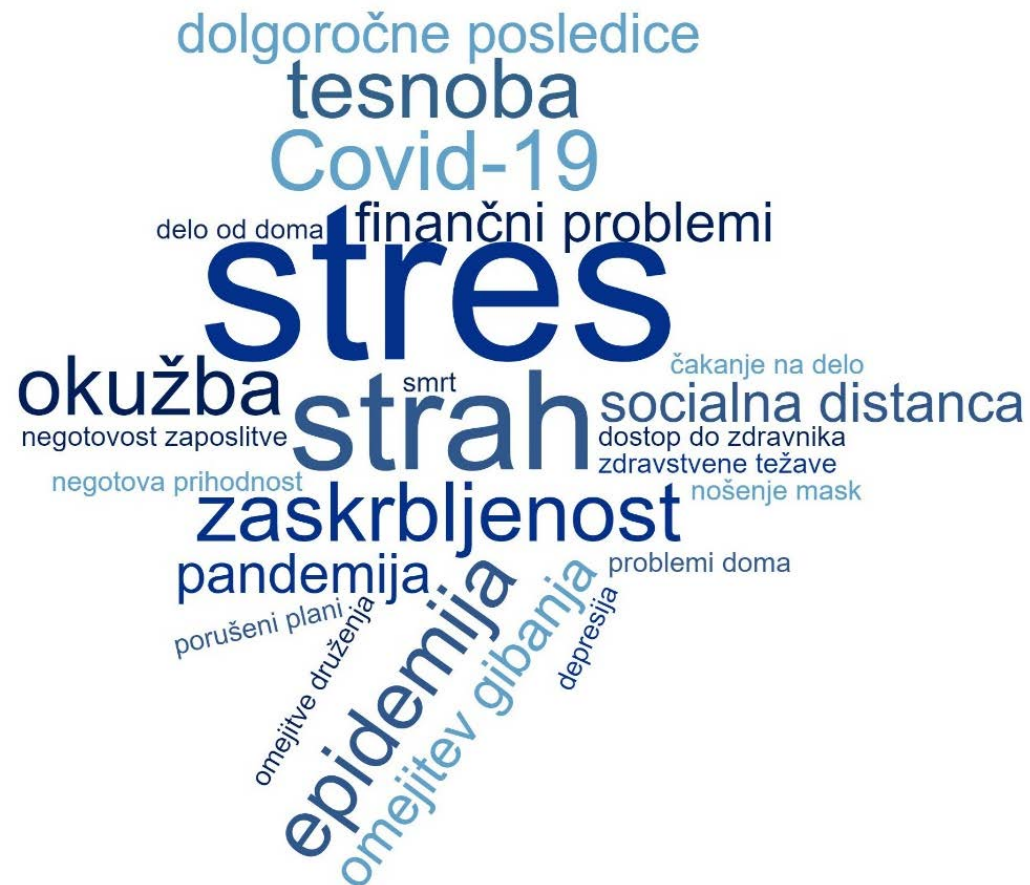 dolgoročne posledice
tesnoba
Covid-19
delo od doma
finančni problemi
stres
čakanje na delo
okužba
smrt
strah
socialna distanca
negotovost zaposlitve
dostop do zdravnika
zdravstvene težave
negotova prihodnost
nošenje mask
zaskrbljenost
pandemija
problemi doma
porušeni plani
omejitve druženja
epidemija
omejitev gibanja
depresija